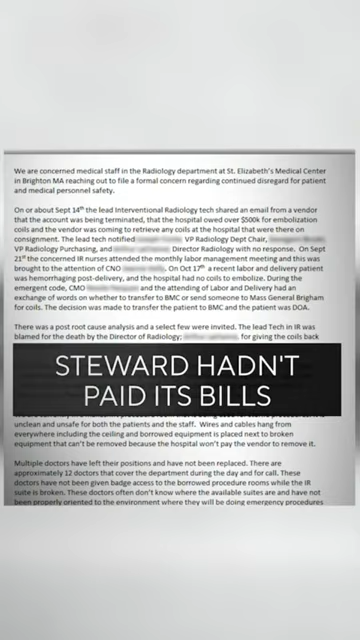 We are concerned medical staff in the Radiology department at St. Elizabeth's Medical Center
in Brighton MA reaching out to file a formal concern regarding continued disregard for patient
and medical personnel safety.
On or about Sept 14th the lead Interventional Radiology tech shared an email from a vendor
that the account was being terminated, that the hospital owed over $500k for embolization
coils and the vendor was coming to retrieve any coils at the hospital that were there on
consignment. The lead tech notified VP Radiology Dept Chair,
VP Radiology Purchasing, and Director Radiology with no response. On Sept
21st the concerned IR nurses attended the monthly labor management meeting and this was
brought to the attention of CNO On Oct 17th a recent labor and delivery patient
was hemorrhaging post-delivery, and the hospital had no coils to embolize. During the
emergent code, CMO and the attending of Labor and Delivery had an
exchange of words on whether to transfer to BMC or send someone to Mass General Brigham
for coils. The decision was made to transfer the patient to BMC and the patient was DOA.
There was a post root cause analysis and a select few were invited. The lead Tech in IR was
blamed for the death by the Director of Radiology; for giving the coils back
STEWARD HADN'T
PAID ITS BILLS
unclean and unsafe for both the patients and the staff. Wires and cables hang from
everywhere including the ceiling and borrowed equipment is placed next to broken
equipment that can't be removed because the hospital won't pay the vendor to remove it.
Multiple doctors have left their positions and have not been replaced. There are
approximately 12 doctors that cover the department during the day and for call. These
doctors have not been given badge access to the borrowed procedure rooms while the IR
suite is broken. These doctors often don't know where the available suites are and have not
been properly oriented to the environment where they will be doing emergency procedures